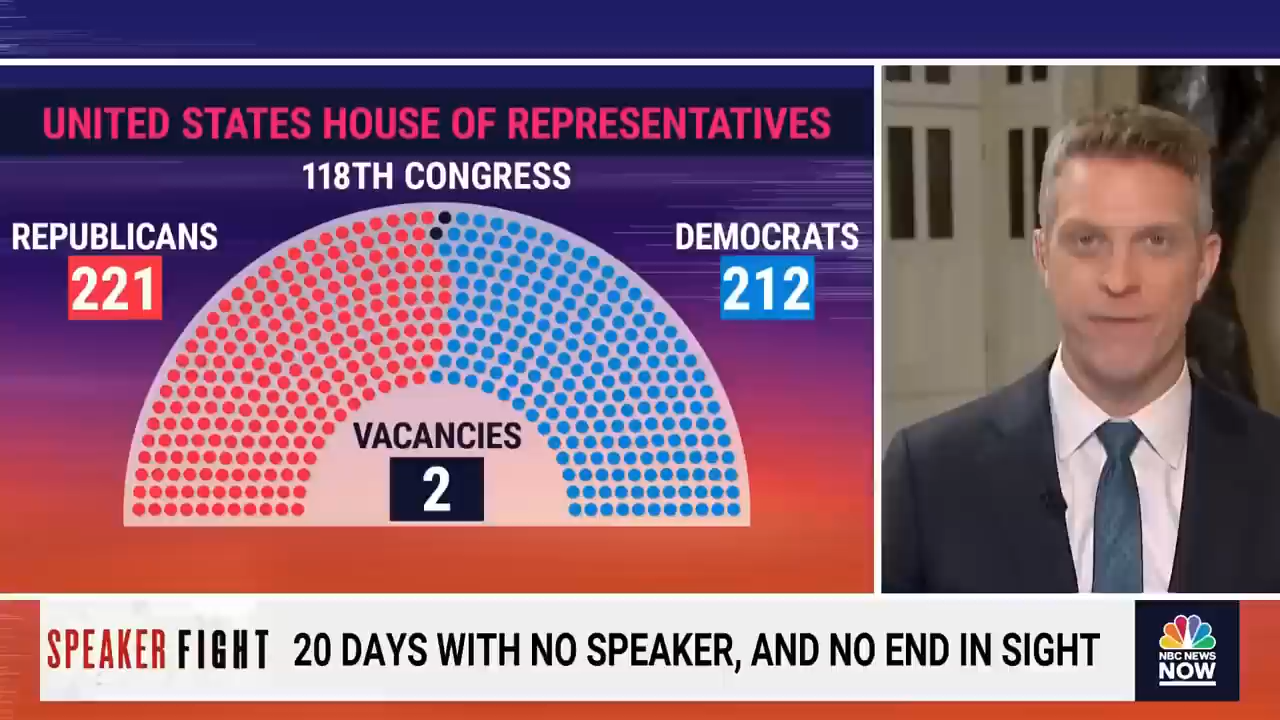 UNITED STATES HOUSE OF REPRESENTATIVES
118TH CONGRESS
REPUBLICANS
221
DEMOCRATS
212
VACANCIES
2
SPEAKER FIGHT
20 DAYS WITH NO SPEAKER, AND NO END IN SIGHT
NBC NEWS
NOW